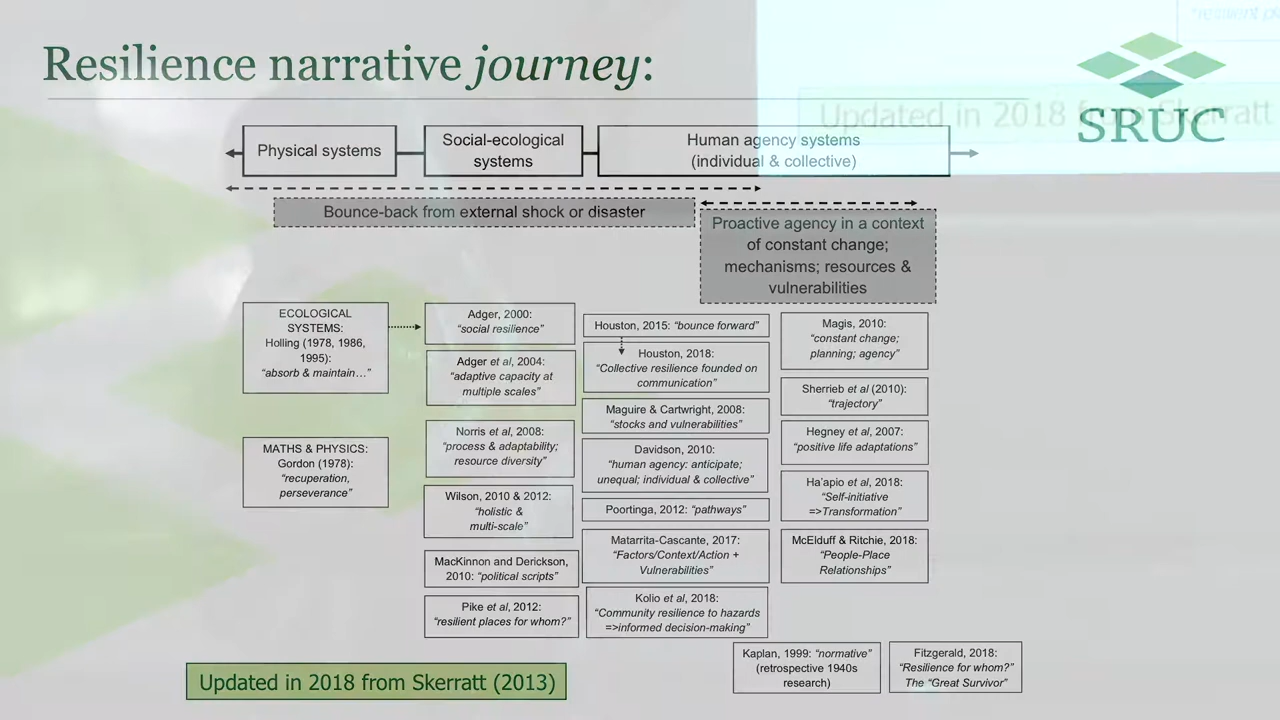 Resilience narrative journey:
"resilient pl
Updated in 2018 from Skerratt
SRUC
Physical systems
Social-ecological
systems
Human agency systems
(individual & collective)
Bounce-back from external shock or disaster
Proactive agency in a context
of constant change;
mechanisms; resources &
vulnerabilities
ECOLOGICAL
SYSTEMS:
Holling (1978, 1986,
1995):
“absorb & maintain…”
MATHS & PHYSICS:
Gordon (1978):
“recuperation,
perseverance”
Adger, 2000:
“social resilience”
Adger et al, 2004:
“adaptive capacity at
multiple scales”
Norris et al, 2008:
“process & adaptability;
resource diversity”
Wilson, 2010 & 2012:
“holistic &
multi-scale”
MacKinnon and Derickson,
2010: “political scripts”
Pike et al, 2012:
“resilient places for whom?”
Houston, 2015: “bounce forward”
Houston, 2018:
“Collective resilience founded on
communication”
Maguire & Cartwright, 2008:
“stocks and vulnerabilities”
Davidson, 2010:
“human agency: anticipate;
unequal; individual & collective”
Poortinga, 2012: “pathways”
Matarrita-Cascante, 2017:
“Factors/Context/Action +
Vulnerabilities”
Kolio et al, 2018:
“Community resilience to hazards
=>informed decision-making”
Magis, 2010:
“constant change;
planning; agency”
Sherrieb et al (2010):
“trajectory”
Hegney et al, 2007:
“positive life adaptations”
Ha’apio et al, 2018:
“Self-initiative
=>Transformation”
McElduff & Ritchie, 2018:
“People-Place
Relationships”
Kaplan, 1999: “normative”
(retrospective 1940s
research)
Fitzgerald, 2018:
“Resilience for whom?”
The “Great Survivor”
Updated in 2018 from Skerratt (2013)